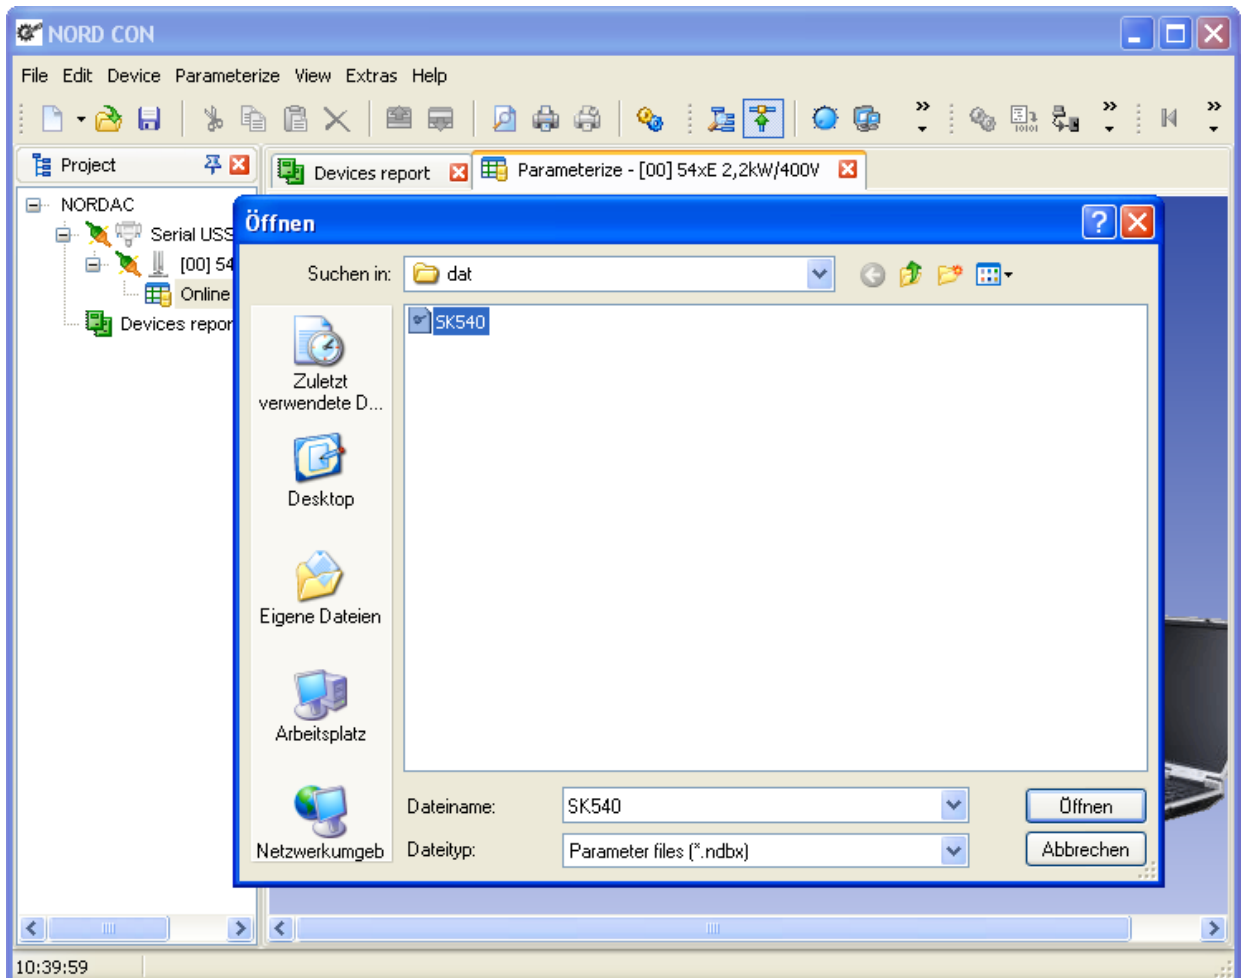 NORD CON
File Edit Device Parameterize View Extras Help
Project
Devices report
Parameterize - [00] 54xE 2,2kW/400V
NORDAC
Serial USS
[00] 54
Online
Devices repor
Öffnen
Suchen in:
dat
SK540
Zuletzt
verwendete D...
Desktop
Eigene Dateien
Arbeitsplatz
Netzwerkumgeb
Dateiname:
SK540
Öffnen
Dateityp:
Parameter files (*.ndbx)
Abbrechen
10:39:59